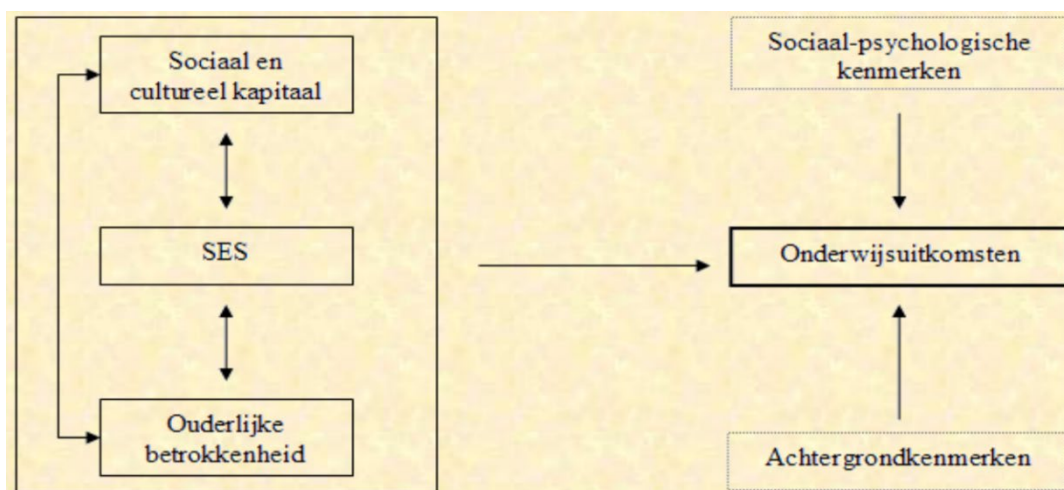 Sociaal en
cultureel kapitaal
SES
Ouderlijke
betrokkenheid
Sociaal-psychologische
kenmerken
Onderwijsuitkomsten
Achtergrondkenmerken